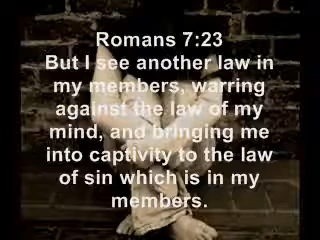 Romans 7:23
But I see another law in
my members, warring
against the law of my
mind, and bringing me
into captivity to the law
of sin which is in my
members.